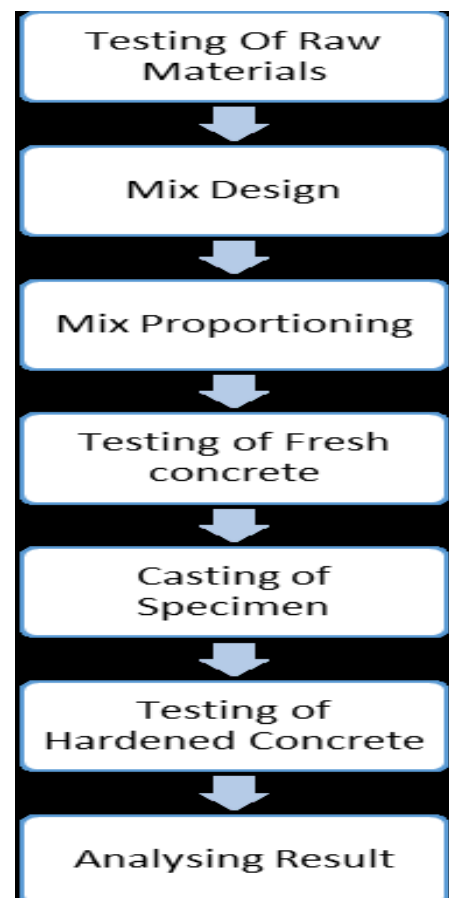 Testing Of Raw
Materials
Mix Design
Mix Proportioning
Testing of Fresh
concrete
Casting of
Specimen
Testing of
Hardened Concrete
Analysing Result